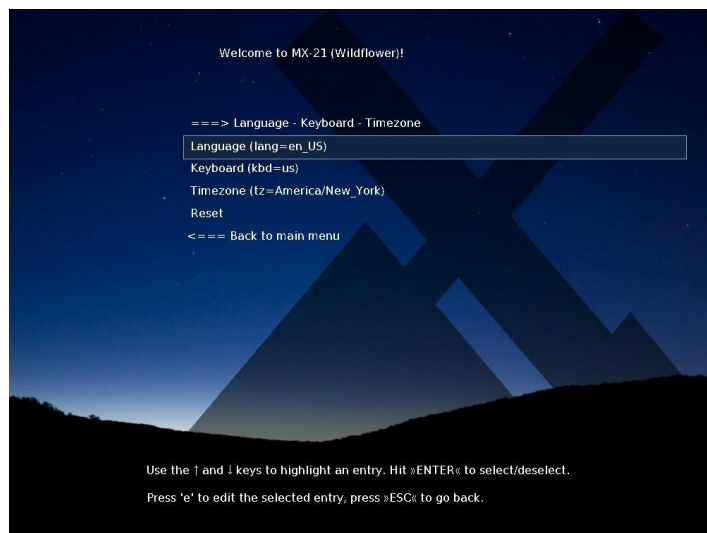 Welcome to MX-21 (Wildflower)!
===> Language - Keyboard - Timezone
Language (lang=en_US)
Keyboard (kbd=us)
Timezone (tz=America/New_York)
Reset
<=== Back to main menu
Use the ↑ and ↓ keys to highlight an entry. Hit »ENTER« to select/deselect.
Press 'e' to edit the selected entry, press »ESC« to go back.